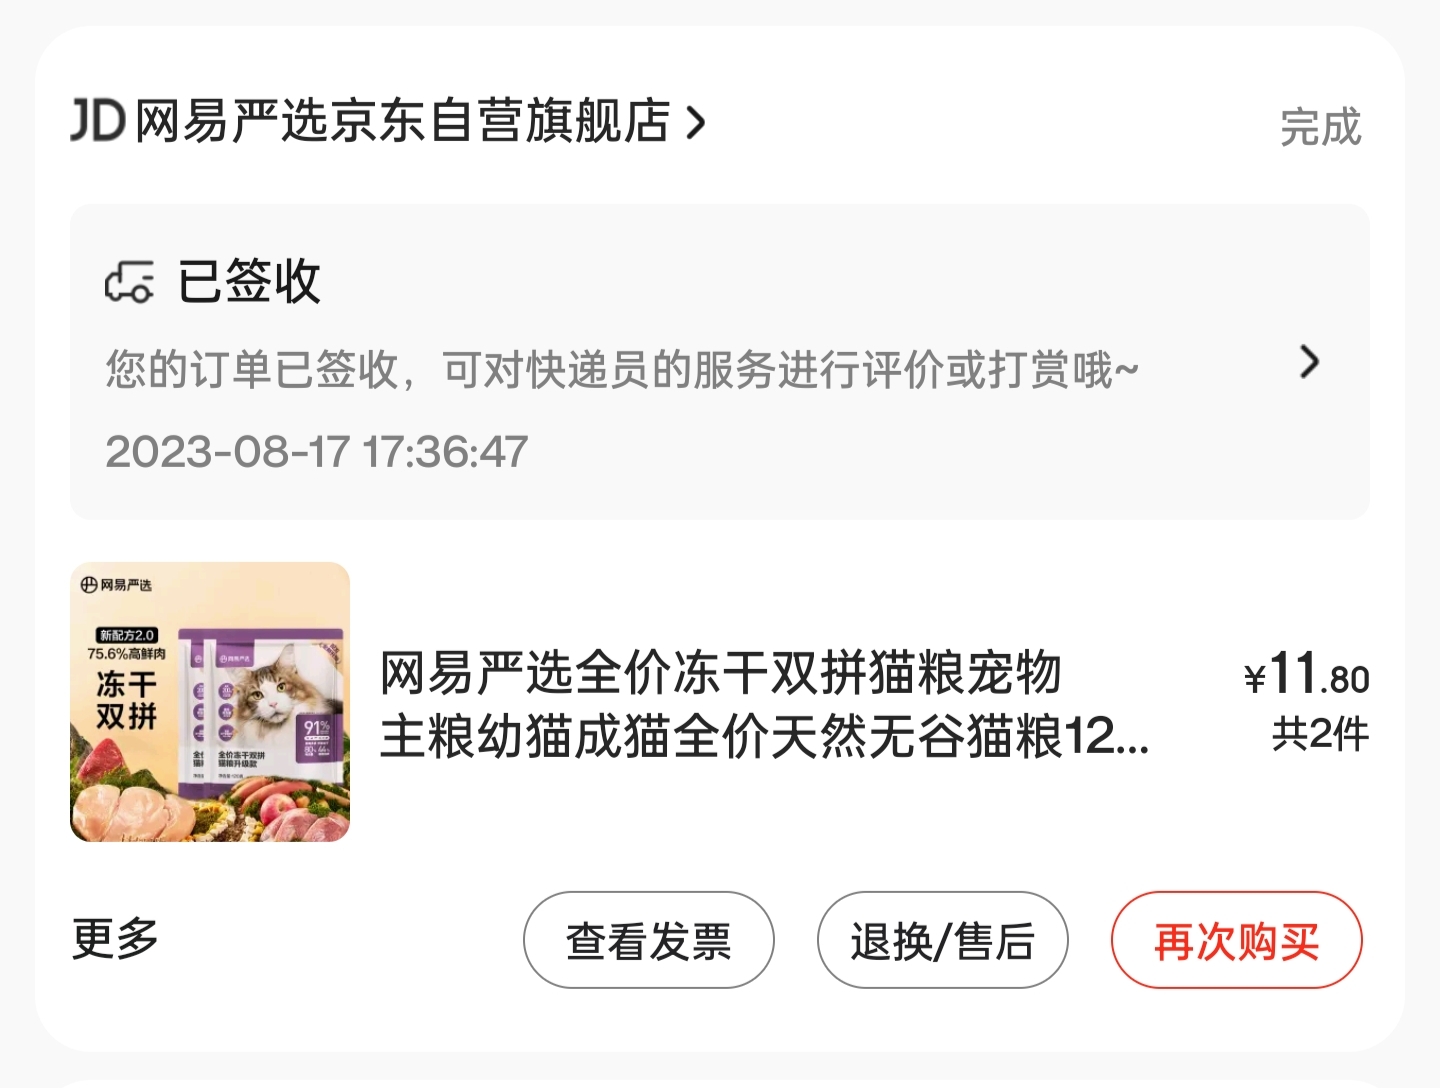 JD 网易严选京东自营旗舰店 >
完成
已签收
您的订单已签收，可对快递员的服务进行评价或打赏哦~
2023-08-17 17:36:47
网易严选
新配方2.0
75.6%高鲜肉
冻干
双拼
网易严选
91%
全价冻干双拼
猫粮升级款
网易严选全价冻干双拼猫粮宠物
主粮幼猫成猫全价天然无谷猫粮12...
¥11.80
共2件
更多
查看发票
退换/售后
再次购买